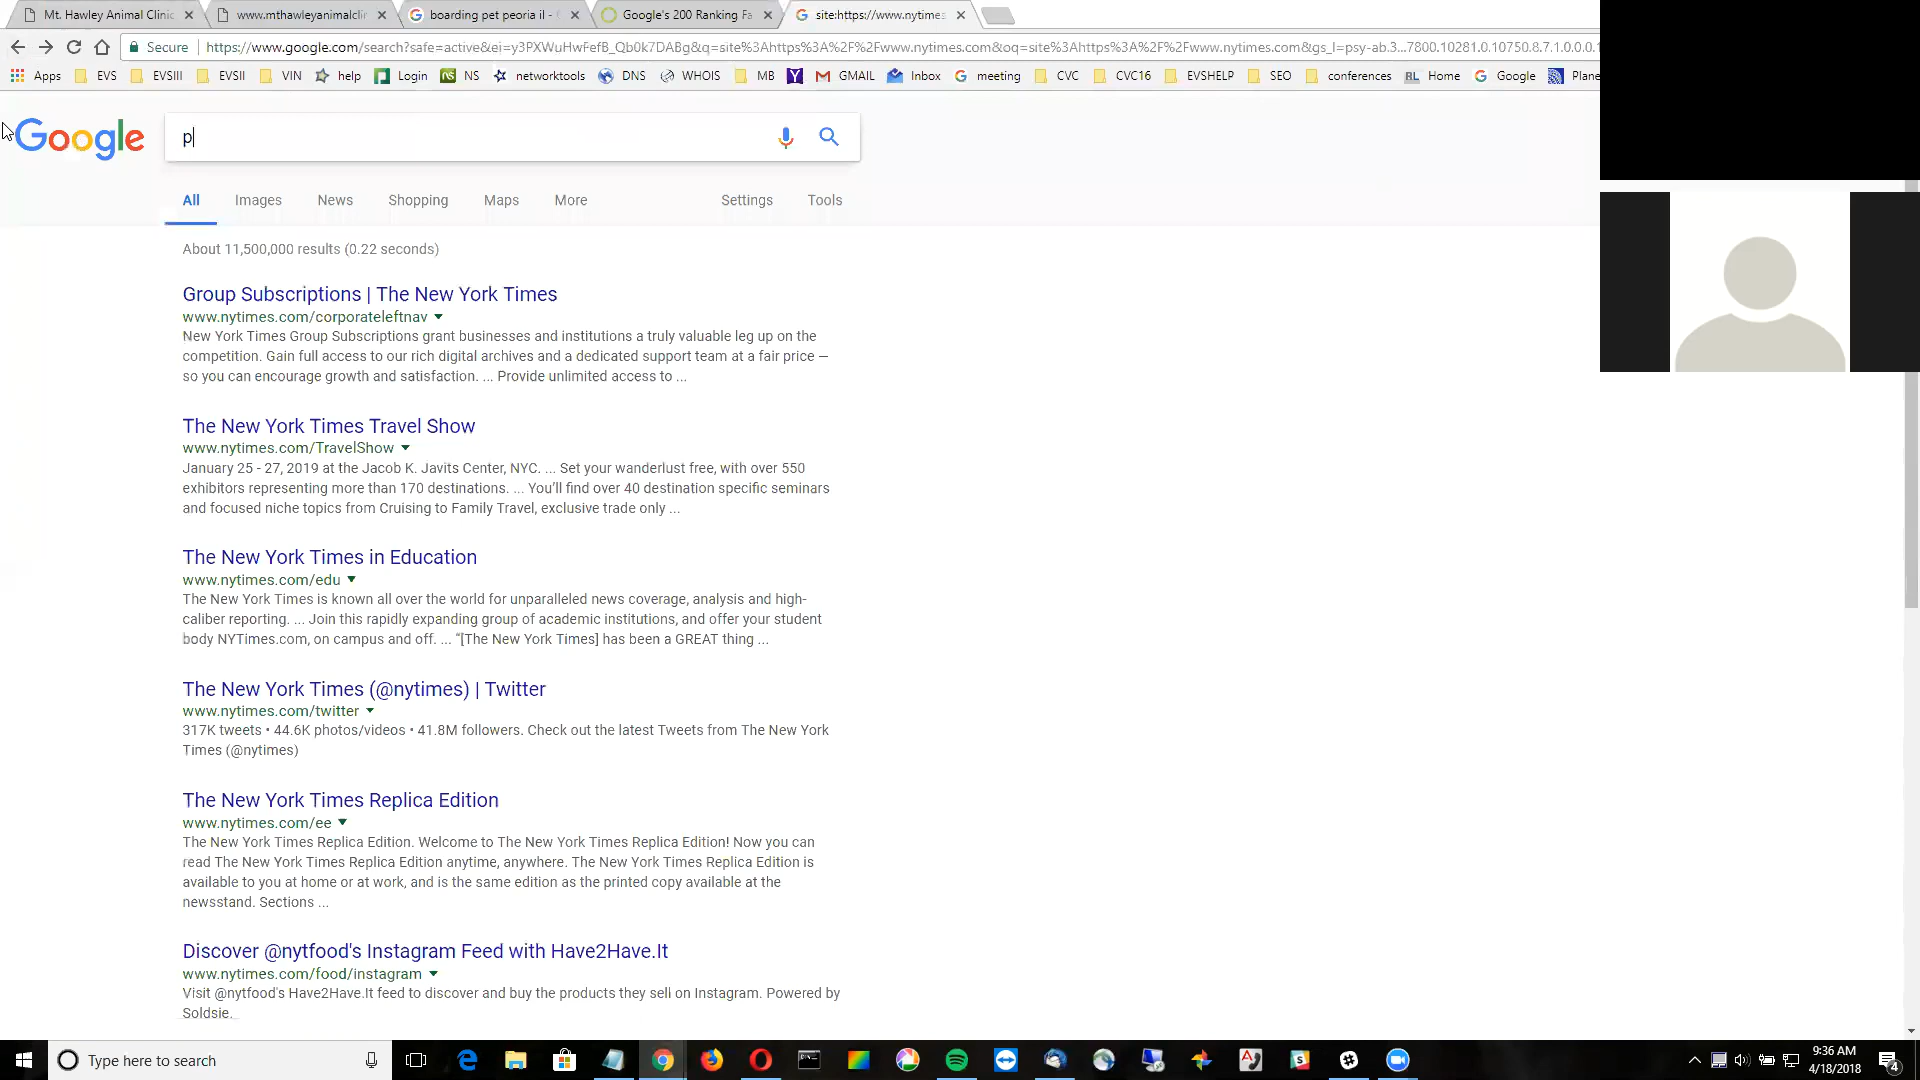 Mt. Hawley Animal Clinic
www.mthawleyanimalcli
boarding pet peoria il -
Google's 200 Ranking Fa
site:https://www.nytimes.
Secure
https://www.google.com/search?safe=active&ei=y3PXWuHwFefB_Qb0k7DABg&q=site%3Ahttps%3A%2F%2Fwww.nytimes.com&oq=site%3Ahttps%3A%2F%2Fwww.nytimes.com&gs_l=psy-ab.3...7800.10281.0.10750.8.7.1.0.0.0.1
Apps EVS EVSIII EVSII VIN help Login NS networktools DNS WHOIS MB GMAIL Inbox meeting CVC CVC16 EVSHELP SEO conferences Home Google Plane
Google
p
All Images News Shopping Maps More Settings Tools
About 11,500,000 results (0.22 seconds)
Group Subscriptions | The New York Times
www.nytimes.com/corporateleftnav
New York Times Group Subscriptions grant businesses and institutions a truly valuable leg up on the
competition. Gain full access to our rich digital archives and a dedicated support team at a fair price —
so you can encourage growth and satisfaction. ... Provide unlimited access to ...
The New York Times Travel Show
www.nytimes.com/TravelShow
January 25 - 27, 2019 at the Jacob K. Javits Center, NYC. ... Set your wanderlust free, with over 550
exhibitors representing more than 170 destinations. ... You'll find over 40 destination specific seminars
and focused niche topics from Cruising to Family Travel, exclusive trade only ...
The New York Times in Education
www.nytimes.com/edu
The New York Times is known all over the world for unparalleled news coverage, analysis and high-
caliber reporting. ... Join this rapidly expanding group of academic institutions, and offer your student
body NYTimes.com, on campus and off. ... “[The New York Times] has been a GREAT thing ...
The New York Times (@nytimes) | Twitter
www.nytimes.com/twitter
317K tweets • 44.6K photos/videos • 41.8M followers. Check out the latest Tweets from The New York
Times (@nytimes)
The New York Times Replica Edition
www.nytimes.com/ee
The New York Times Replica Edition. Welcome to The New York Times Replica Edition! Now you can
read The New York Times Replica Edition anytime, anywhere. The New York Times Replica Edition is
available to you at home or at work, and is the same edition as the printed copy available at the
newsstand. Sections ...
Discover @nytfood's Instagram Feed with Have2Have.It
www.nytimes.com/food/instagram
Visit @nytfood's Have2Have.It feed to discover and buy the products they sell on Instagram. Powered by
Soldsie.
Type here to search
9:36 AM
4/18/2018
4